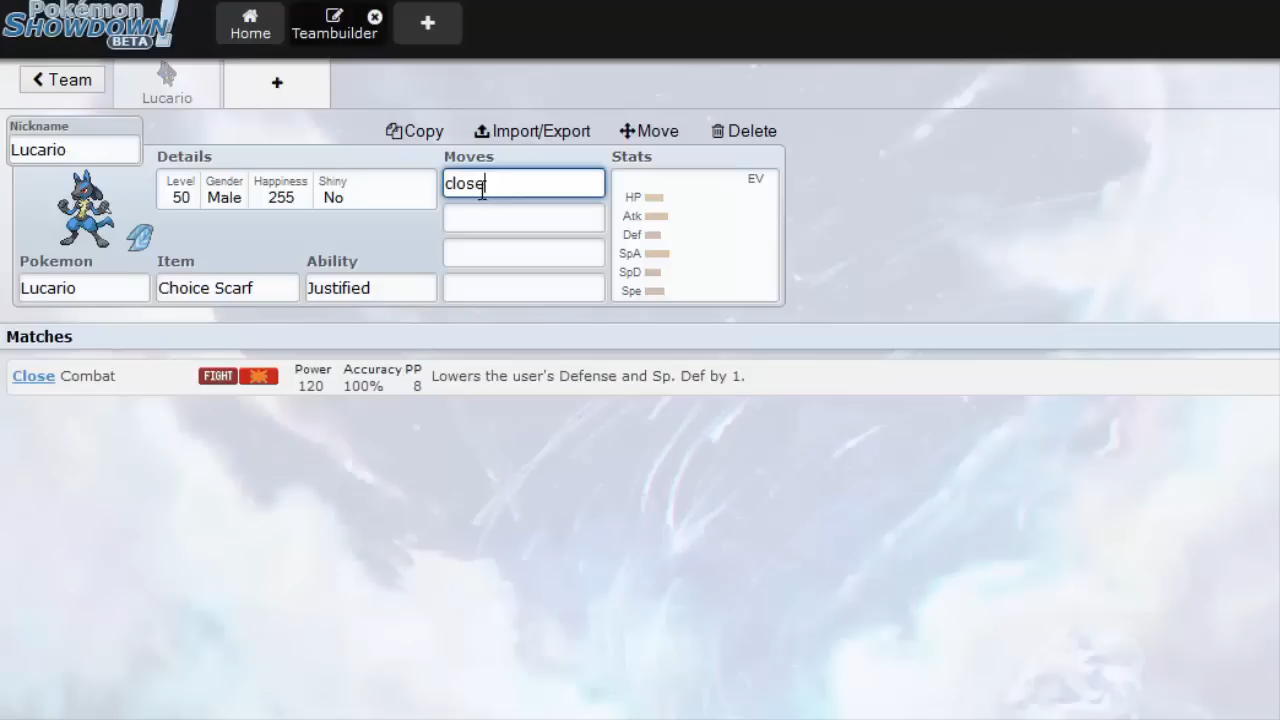 Pokémon
SHOWDOWN!
BETA
Home
Teambuilder
Team
Lucario
Nickname
Lucario
Copy
Import/Export
Move
Delete
Details
Moves
Stats
Level
Gender
Happiness
Shiny
50
Male
255
No
close
EV
HP
Atk
Def
SpA
SpD
Spe
Pokemon
Item
Ability
Lucario
Choice Scarf
Justified
Matches
Close Combat
FIGHT
Power
Accuracy
PP
120
100%
8
Lowers the user's Defense and Sp. Def by 1.